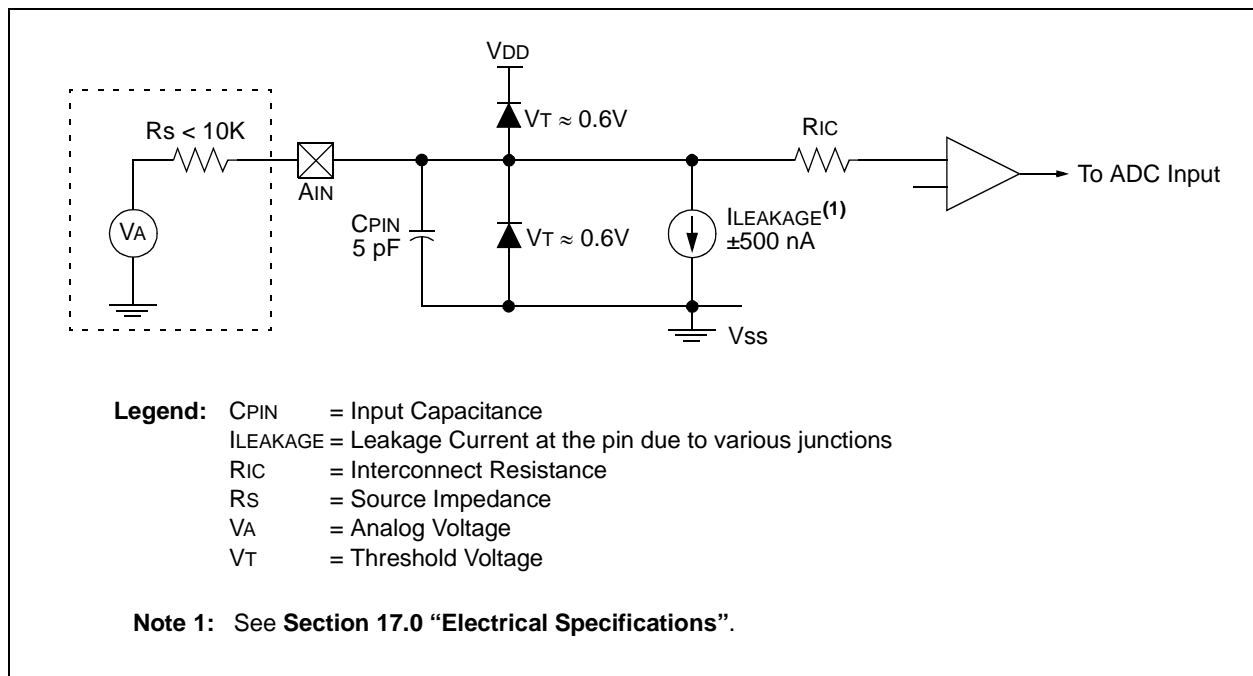 VDD
VT ≈ 0.6V
Rs < 10K
RIC
AIN
To ADC Input
VA
CPIN
5 pF
VT ≈ 0.6V
ILEAKAGE(1)
±500 nA
Vss
Legend: CPIN = Input Capacitance
ILEAKAGE = Leakage Current at the pin due to various junctions
RIC = Interconnect Resistance
RS = Source Impedance
VA = Analog Voltage
VT = Threshold Voltage
Note 1: See Section 17.0 “Electrical Specifications”.